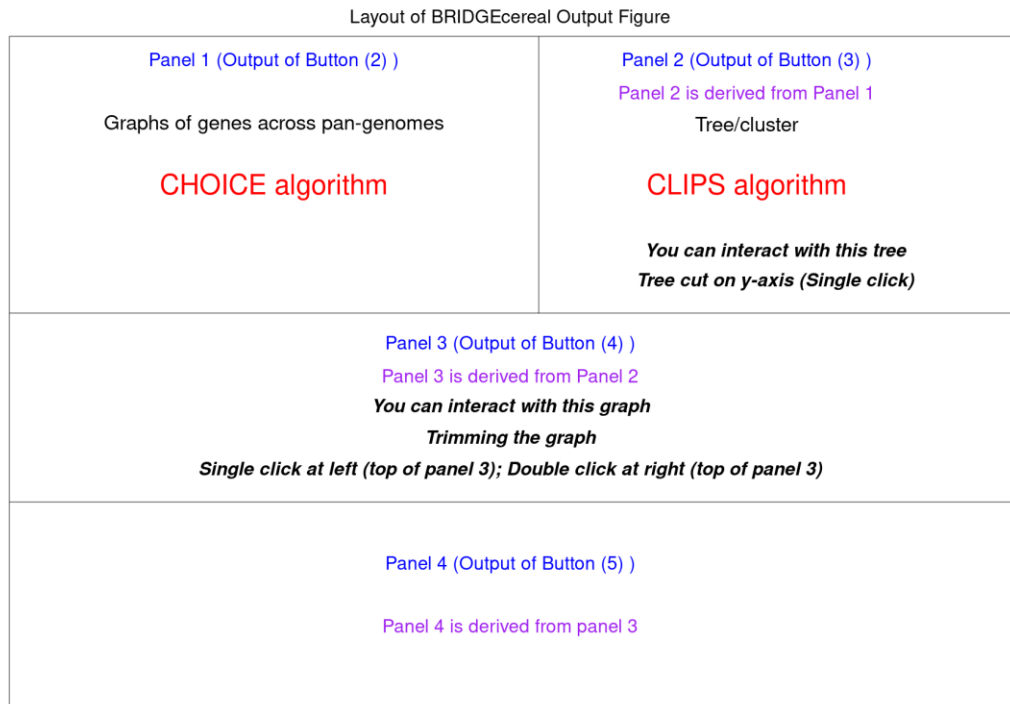 Layout of BRIDGEcereal Output Figure
Panel 1 (Output of Button (2) )
Graphs of genes across pan-genomes
CHOICE algorithm
Panel 2 (Output of Button (3) )
Panel 2 is derived from Panel 1
Tree/cluster
CLIPS algorithm
You can interact with this tree
Tree cut on y-axis (Single click)
Panel 3 (Output of Button (4) )
Panel 3 is derived from Panel 2
You can interact with this graph
Trimming the graph
Single click at left (top of panel 3); Double click at right (top of panel 3)
Panel 4 (Output of Button (5) )
Panel 4 is derived from panel 3